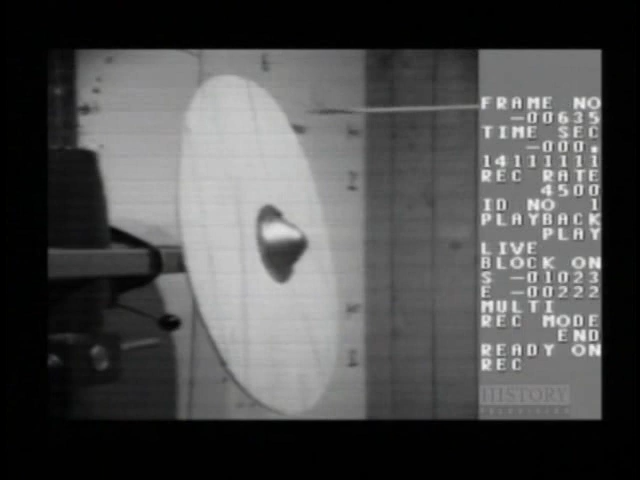 FRAME NO
-00635
TIME SEC
-000.
14111111
REC RATE
4500
ID NO 1
PLAYBACK
PLAY
LIVE
BLOCK ON
S -01023
E -00222
MULTI
REC MODE
END
READY ON
REC
HISTORY
TELEVISION